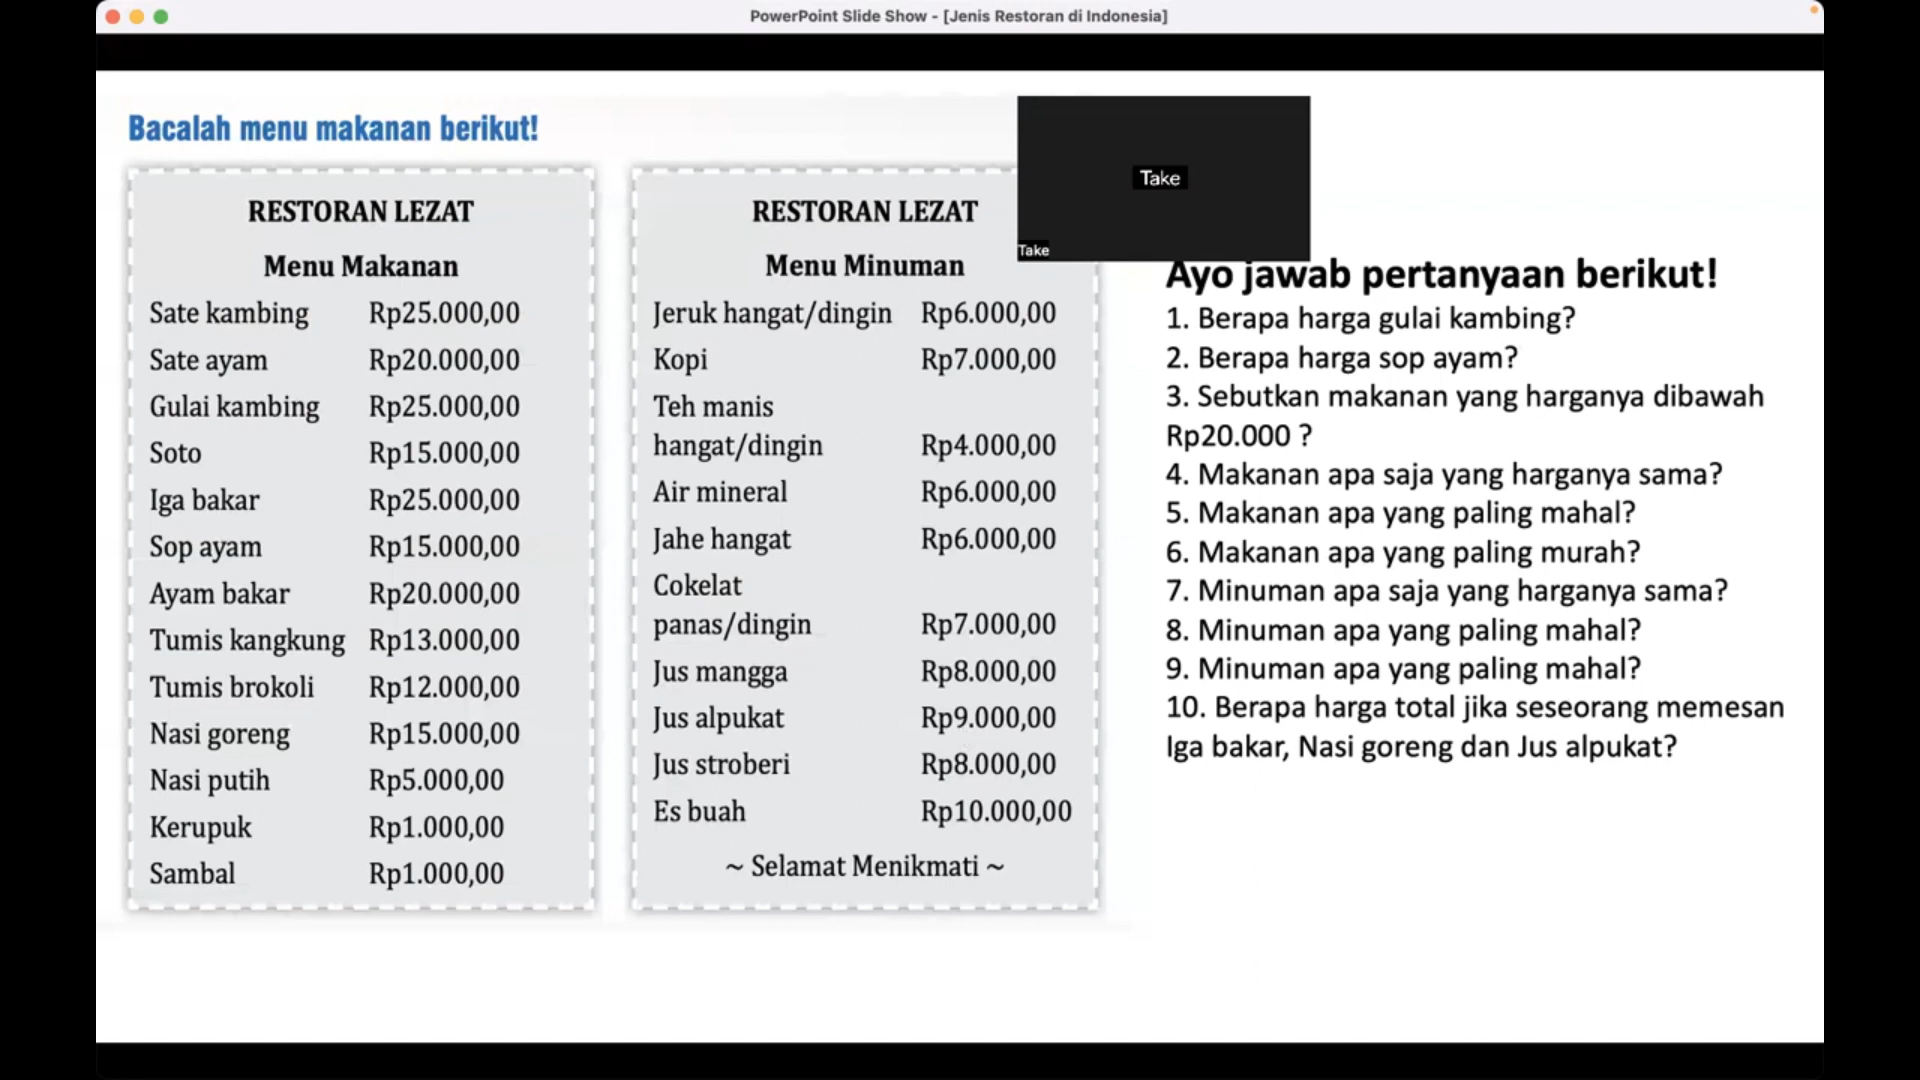 PowerPoint Slide Show - [Jenis Restoran di Indonesia]
Bacalah menu makanan berikut!
RESTORAN LEZAT
Menu Makanan
Sate kambing Rp25.000,00
Sate ayam Rp20.000,00
Gulai kambing Rp25.000,00
Soto Rp15.000,00
Iga bakar Rp25.000,00
Sop ayam Rp15.000,00
Ayam bakar Rp20.000,00
Tumis kangkung Rp13.000,00
Tumis brokoli Rp12.000,00
Nasi goreng Rp15.000,00
Nasi putih Rp5.000,00
Kerupuk Rp1.000,00
Sambal Rp1.000,00
RESTORAN LEZAT
Menu Minuman
Jeruk hangat/dingin Rp6.000,00
Kopi Rp7.000,00
Teh manis
hangat/dingin Rp4.000,00
Air mineral Rp6.000,00
Jahe hangat Rp6.000,00
Cokelat
panas/dingin Rp7.000,00
Jus mangga Rp8.000,00
Jus alpukat Rp9.000,00
Jus stroberi Rp8.000,00
Es buah Rp10.000,00
~ Selamat Menikmati ~
Take
Take
Ayo jawab pertanyaan berikut!
1. Berapa harga gulai kambing?
2. Berapa harga sop ayam?
3. Sebutkan makanan yang harganya dibawah
Rp20.000 ?
4. Makanan apa saja yang harganya sama?
5. Makanan apa yang paling mahal?
6. Makanan apa yang paling murah?
7. Minuman apa saja yang harganya sama?
8. Minuman apa yang paling mahal?
9. Minuman apa yang paling mahal?
10. Berapa harga total jika seseorang memesan
Iga bakar, Nasi goreng dan Jus alpukat?